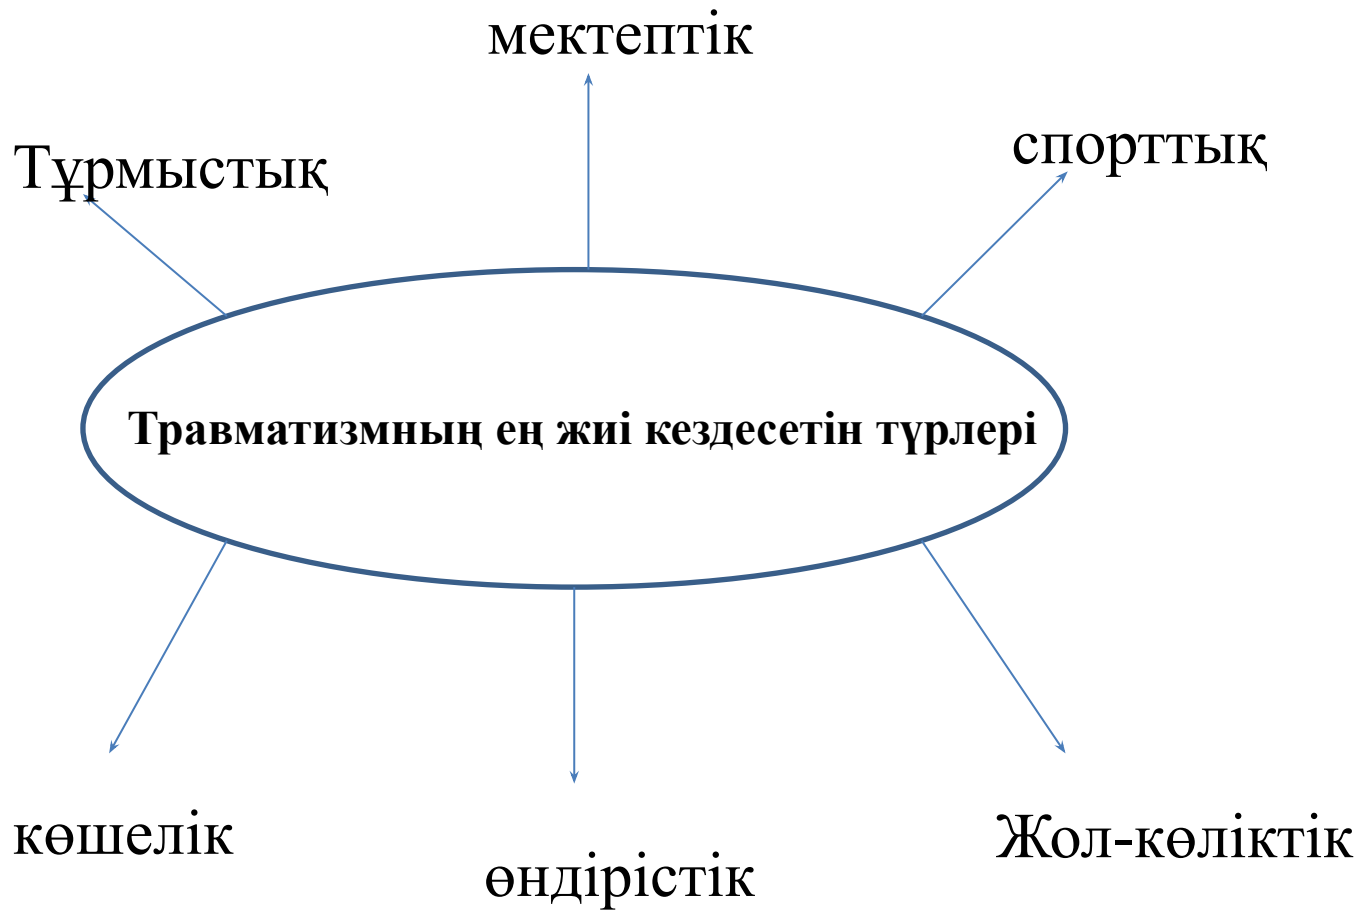 мектептік
спорттық
Тұрмыстық
Травматизмның ең жиі кездесетін түрлері
көшелік
Жол-көліктік
өндірістік